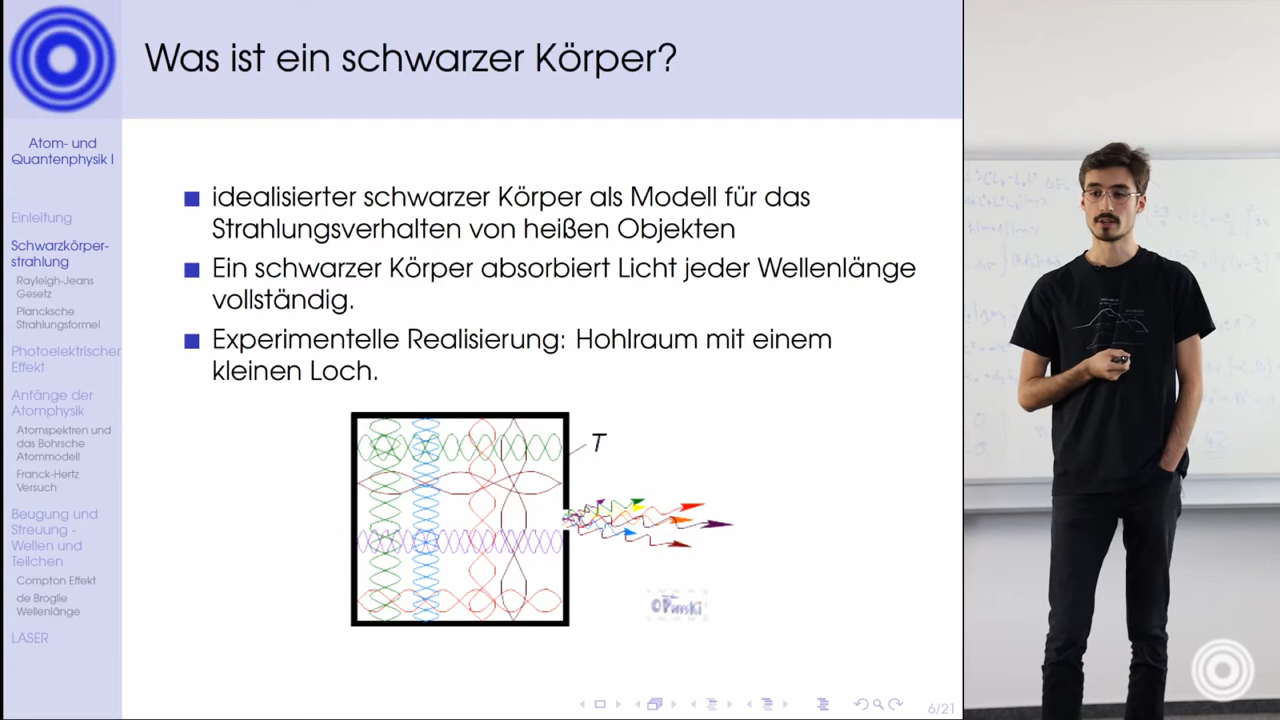 Was ist ein schwarzer Körper?
Atom- und
Quantenphysik I
Einleitung
Schwarzkörper-
strahlung
Rayleigh-Jeans
Gesetz
Plancksche
Strahlungsformel
Photoelektrischer
Effekt
Anfänge der
Atomphysik
Atomspektren und
das Bohrsche
Atommodell
Franck-Hertz
Versuch
Beugung und
Streuung -
Wellen und
Teilchen
Compton Effekt
de Broglie
Wellenlänge
LASER
idealisierter schwarzer Körper als Modell für das
Strahlungsverhalten von heißen Objekten
Ein schwarzer Körper absorbiert Licht jeder Wellenlänge
vollständig.
Experimentelle Realisierung: Hohlraum mit einem
kleinen Loch.
T
6/21